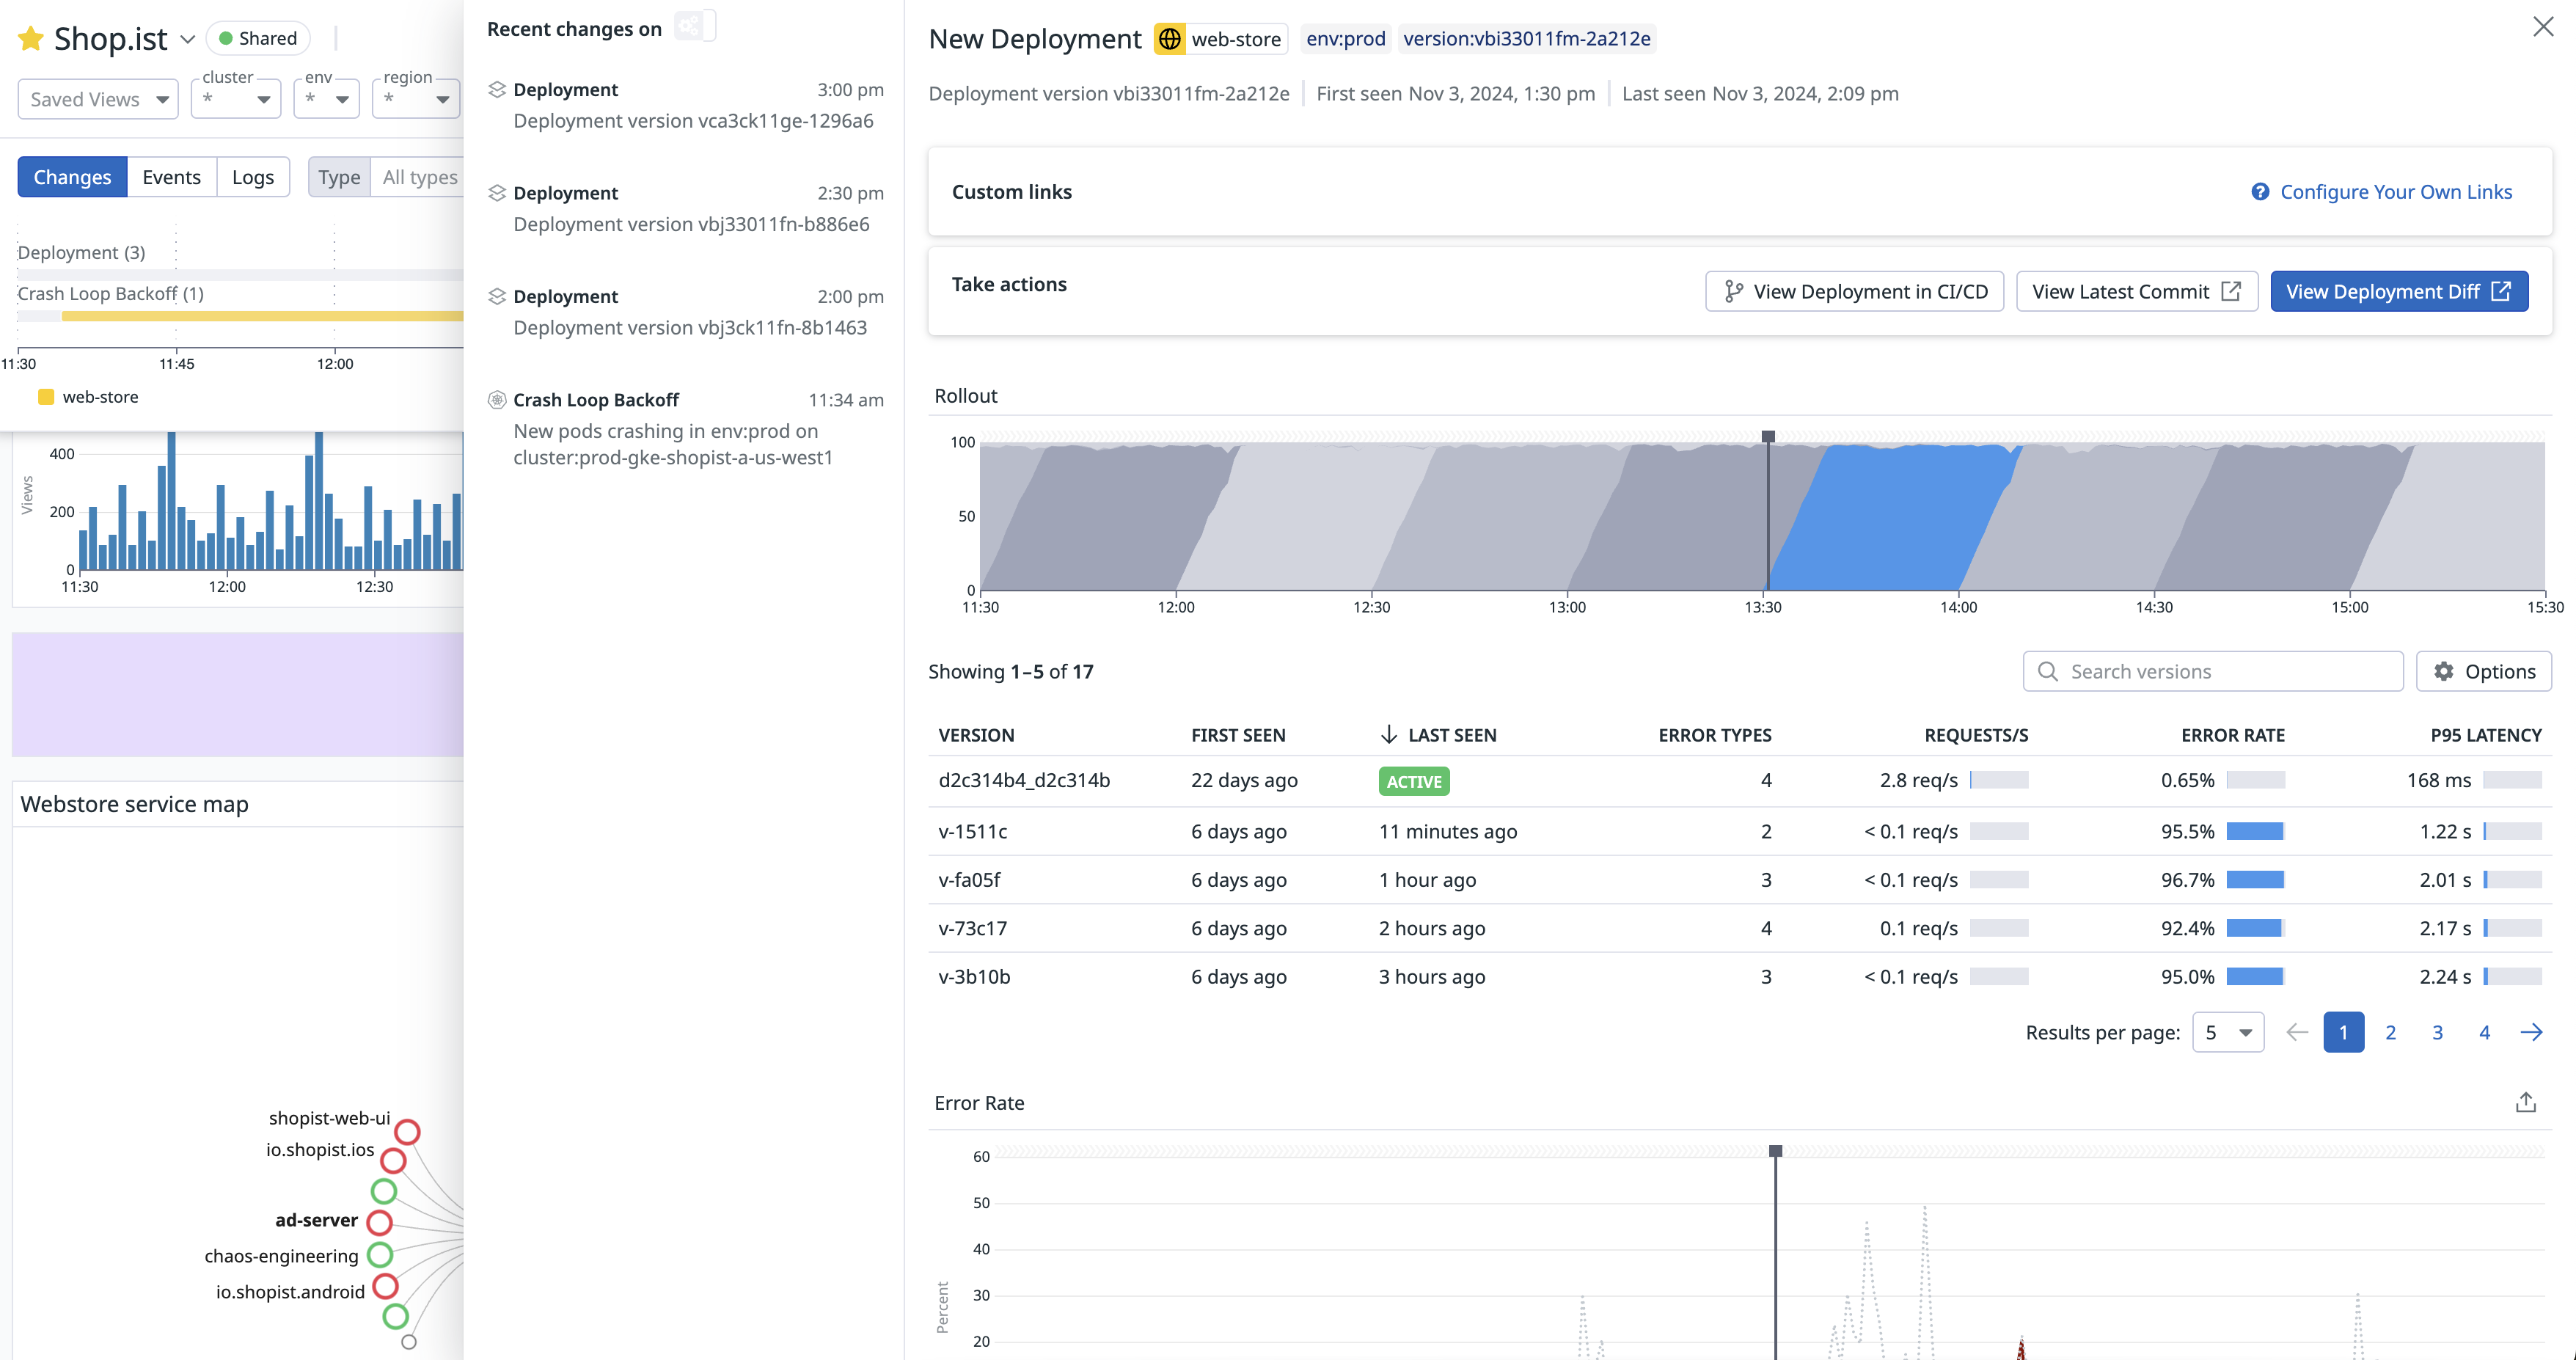 Shop.ist
Shared
Saved Views
cluster
*
env
*
region
*
Changes
Events
Logs
Type
All types
Deployment (3)
Crash Loop Backoff (1)
11:30
11:45
12:00
web-store
Views
400
200
0
11:30
12:00
12:30
Webstore service map
shopist-web-ui
io.shopist.ios
ad-server
chaos-engineering
io.shopist.android
Recent changes on
Deployment 3:00 pm
Deployment version vca3ck11ge-1296a6
Deployment 2:30 pm
Deployment version vbj33011fn-b886e6
Deployment 2:00 pm
Deployment version vbj3ck11fn-8b1463
Crash Loop Backoff 11:34 am
New pods crashing in env:prod on
cluster:prod-gke-shopist-a-us-west1
New Deployment web-store env:prod version:vbi33011fm-2a212e
Deployment version vbi33011fm-2a212e First seen Nov 3, 2024, 1:30 pm Last seen Nov 3, 2024, 2:09 pm
Custom links
Configure Your Own Links
Take actions
View Deployment in CI/CD
View Latest Commit
View Deployment Diff
Rollout
100
50
0
11:30 12:00 12:30 13:00 13:30 14:00 14:30 15:00 15:30
Showing 1–5 of 17
Search versions
Options
VERSION FIRST SEEN LAST SEEN ERROR TYPES REQUESTS/S ERROR RATE P95 LATENCY
d2c314b4_d2c314b 22 days ago ACTIVE 4 2.8 req/s 0.65% 168 ms
v-1511c 6 days ago 11 minutes ago 2 < 0.1 req/s 95.5% 1.22 s
v-fa05f 6 days ago 1 hour ago 3 < 0.1 req/s 96.7% 2.01 s
v-73c17 6 days ago 2 hours ago 4 0.1 req/s 92.4% 2.17 s
v-3b10b 6 days ago 3 hours ago 3 < 0.1 req/s 95.0% 2.24 s
Results per page: 5 1 2 3 4
Error Rate
60
50
40
30
20
Percent